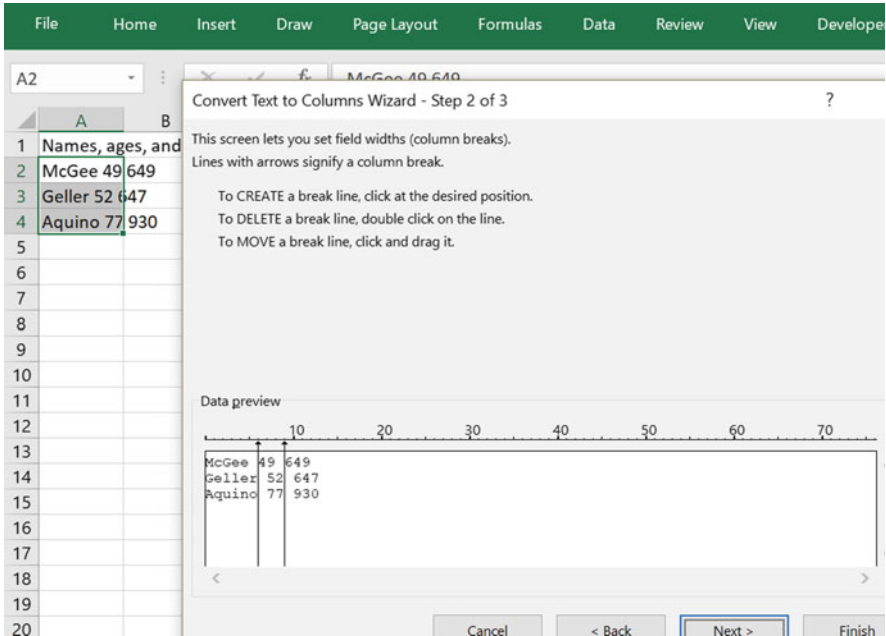 File Home Insert Draw Page Layout Formulas Data Review View Developer
A2
Convert Text to Columns Wizard - Step 2 of 3 ?
A B
This screen lets you set field widths (column breaks).
Lines with arrows signify a column break.
To CREATE a break line, click at the desired position.
To DELETE a break line, double click on the line.
To MOVE a break line, click and drag it.
1 Names, ages, and
2 McGee 49 649
3 Geller 52 647
4 Aquino 77 930
5
6
7
8
9
10
11
12
13
14
15
16
17
18
19
20
Data preview
10 20 30 40 50 60 70
McGee 49 649
Geller 52 647
Aquino 77 930
Cancel < Back Next > Finish